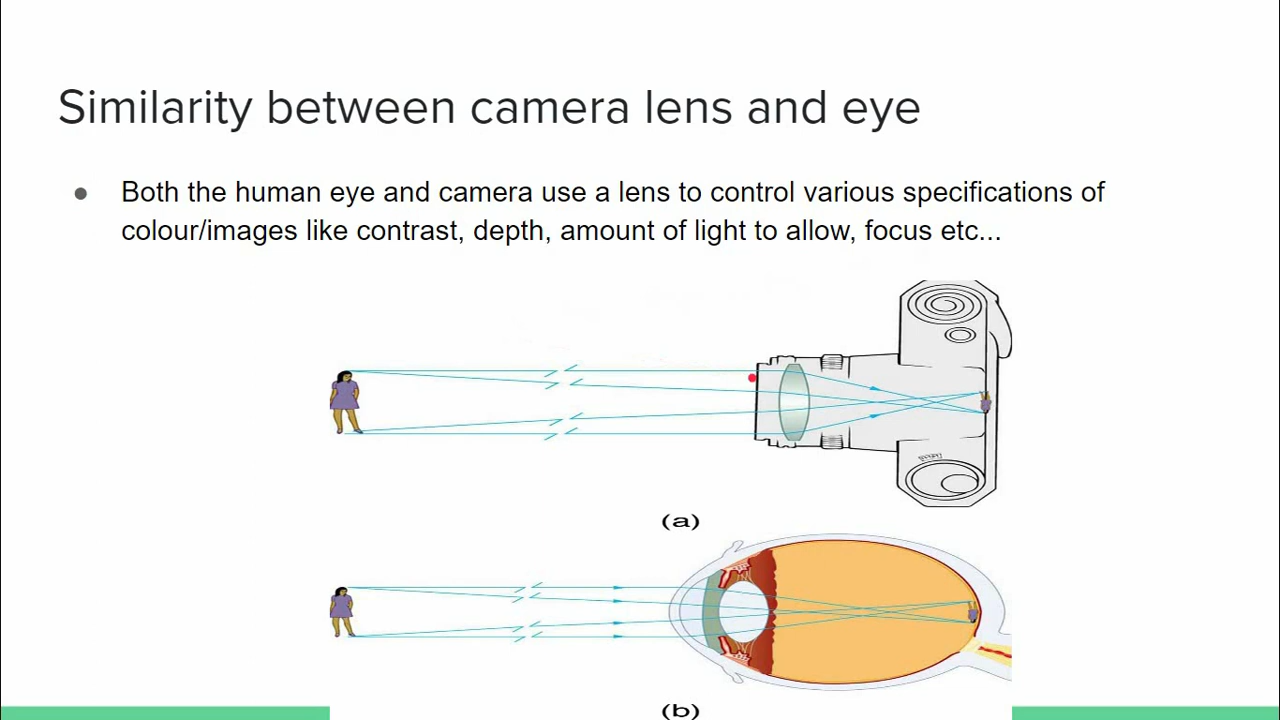 Similarity between camera lens and eye
● Both the human eye and camera use a lens to control various specifications of
colour/images like contrast, depth, amount of light to allow, focus etc...
(a)
(b)